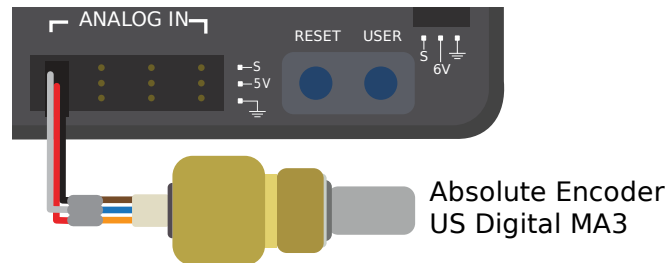 ANALOG IN
RESET
USER
S
5V
S
6V
Absolute Encoder
US Digital MA3